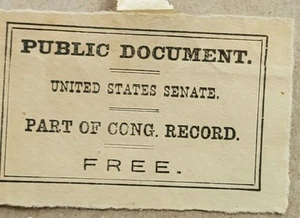 PUBLIC DOCUMENT.
UNITED STATES SENATE.
PART OF CONG. RECORD.
FREE.